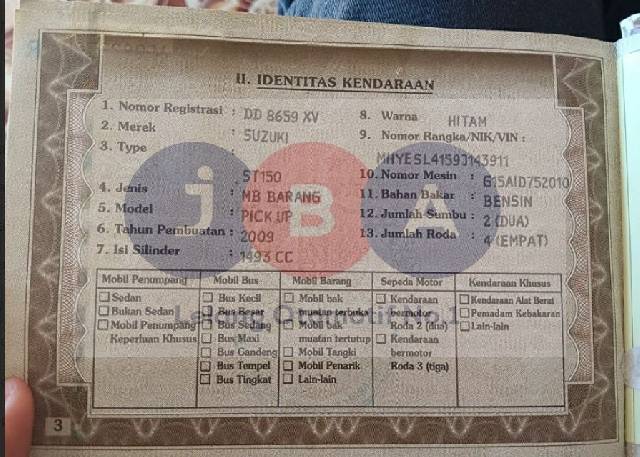 II. IDENTITAS KENDARAAN
1. Nomor Registrasi : DD 8659 XV
2. Merek : SUZUKI
3. Type : ST150
4. Jenis : MB BARANG
5. Model : PICK UP
6. Tahun Pembuatan : 2009
7. Isi Silinder : 1493 CC
8. Warna HITAM
9. Nomor Rangka/NIK/VIN :
MHYESL4159J143911
10. Nomor Mesin : G15AID752010
11. Bahan Bakar : BENSIN
12. Jumlah Sumbu : 2 (DUA)
13. Jumlah Roda : 4 (EMPAT)
j B A
Lelang Otomotif No.1
Mobil Penumpang
Sedan
Bukan Sedan
Mobil Penumpang
Keperluan Khusus
Mobil Bus
Bus Kecil
Bus Besar
Bus Sedang
Bus Maxi
Bus Gandeng
Bus Tempel
Bus Tingkat
Mobil Barang
Mobil bak
muatan terbuka
Mobil bak
muatan tertutup
Mobil Tangki
Mobil Penarik
Lain-lain
Sepeda Motor
Kendaraan
bermotor
Roda 2 (dua)
Kendaraan
bermotor
Roda 3 (tiga)
Kendaraan Khusus
Kendaraan Alat Berat
Pemadam Kebakaran
Lain-lain
3